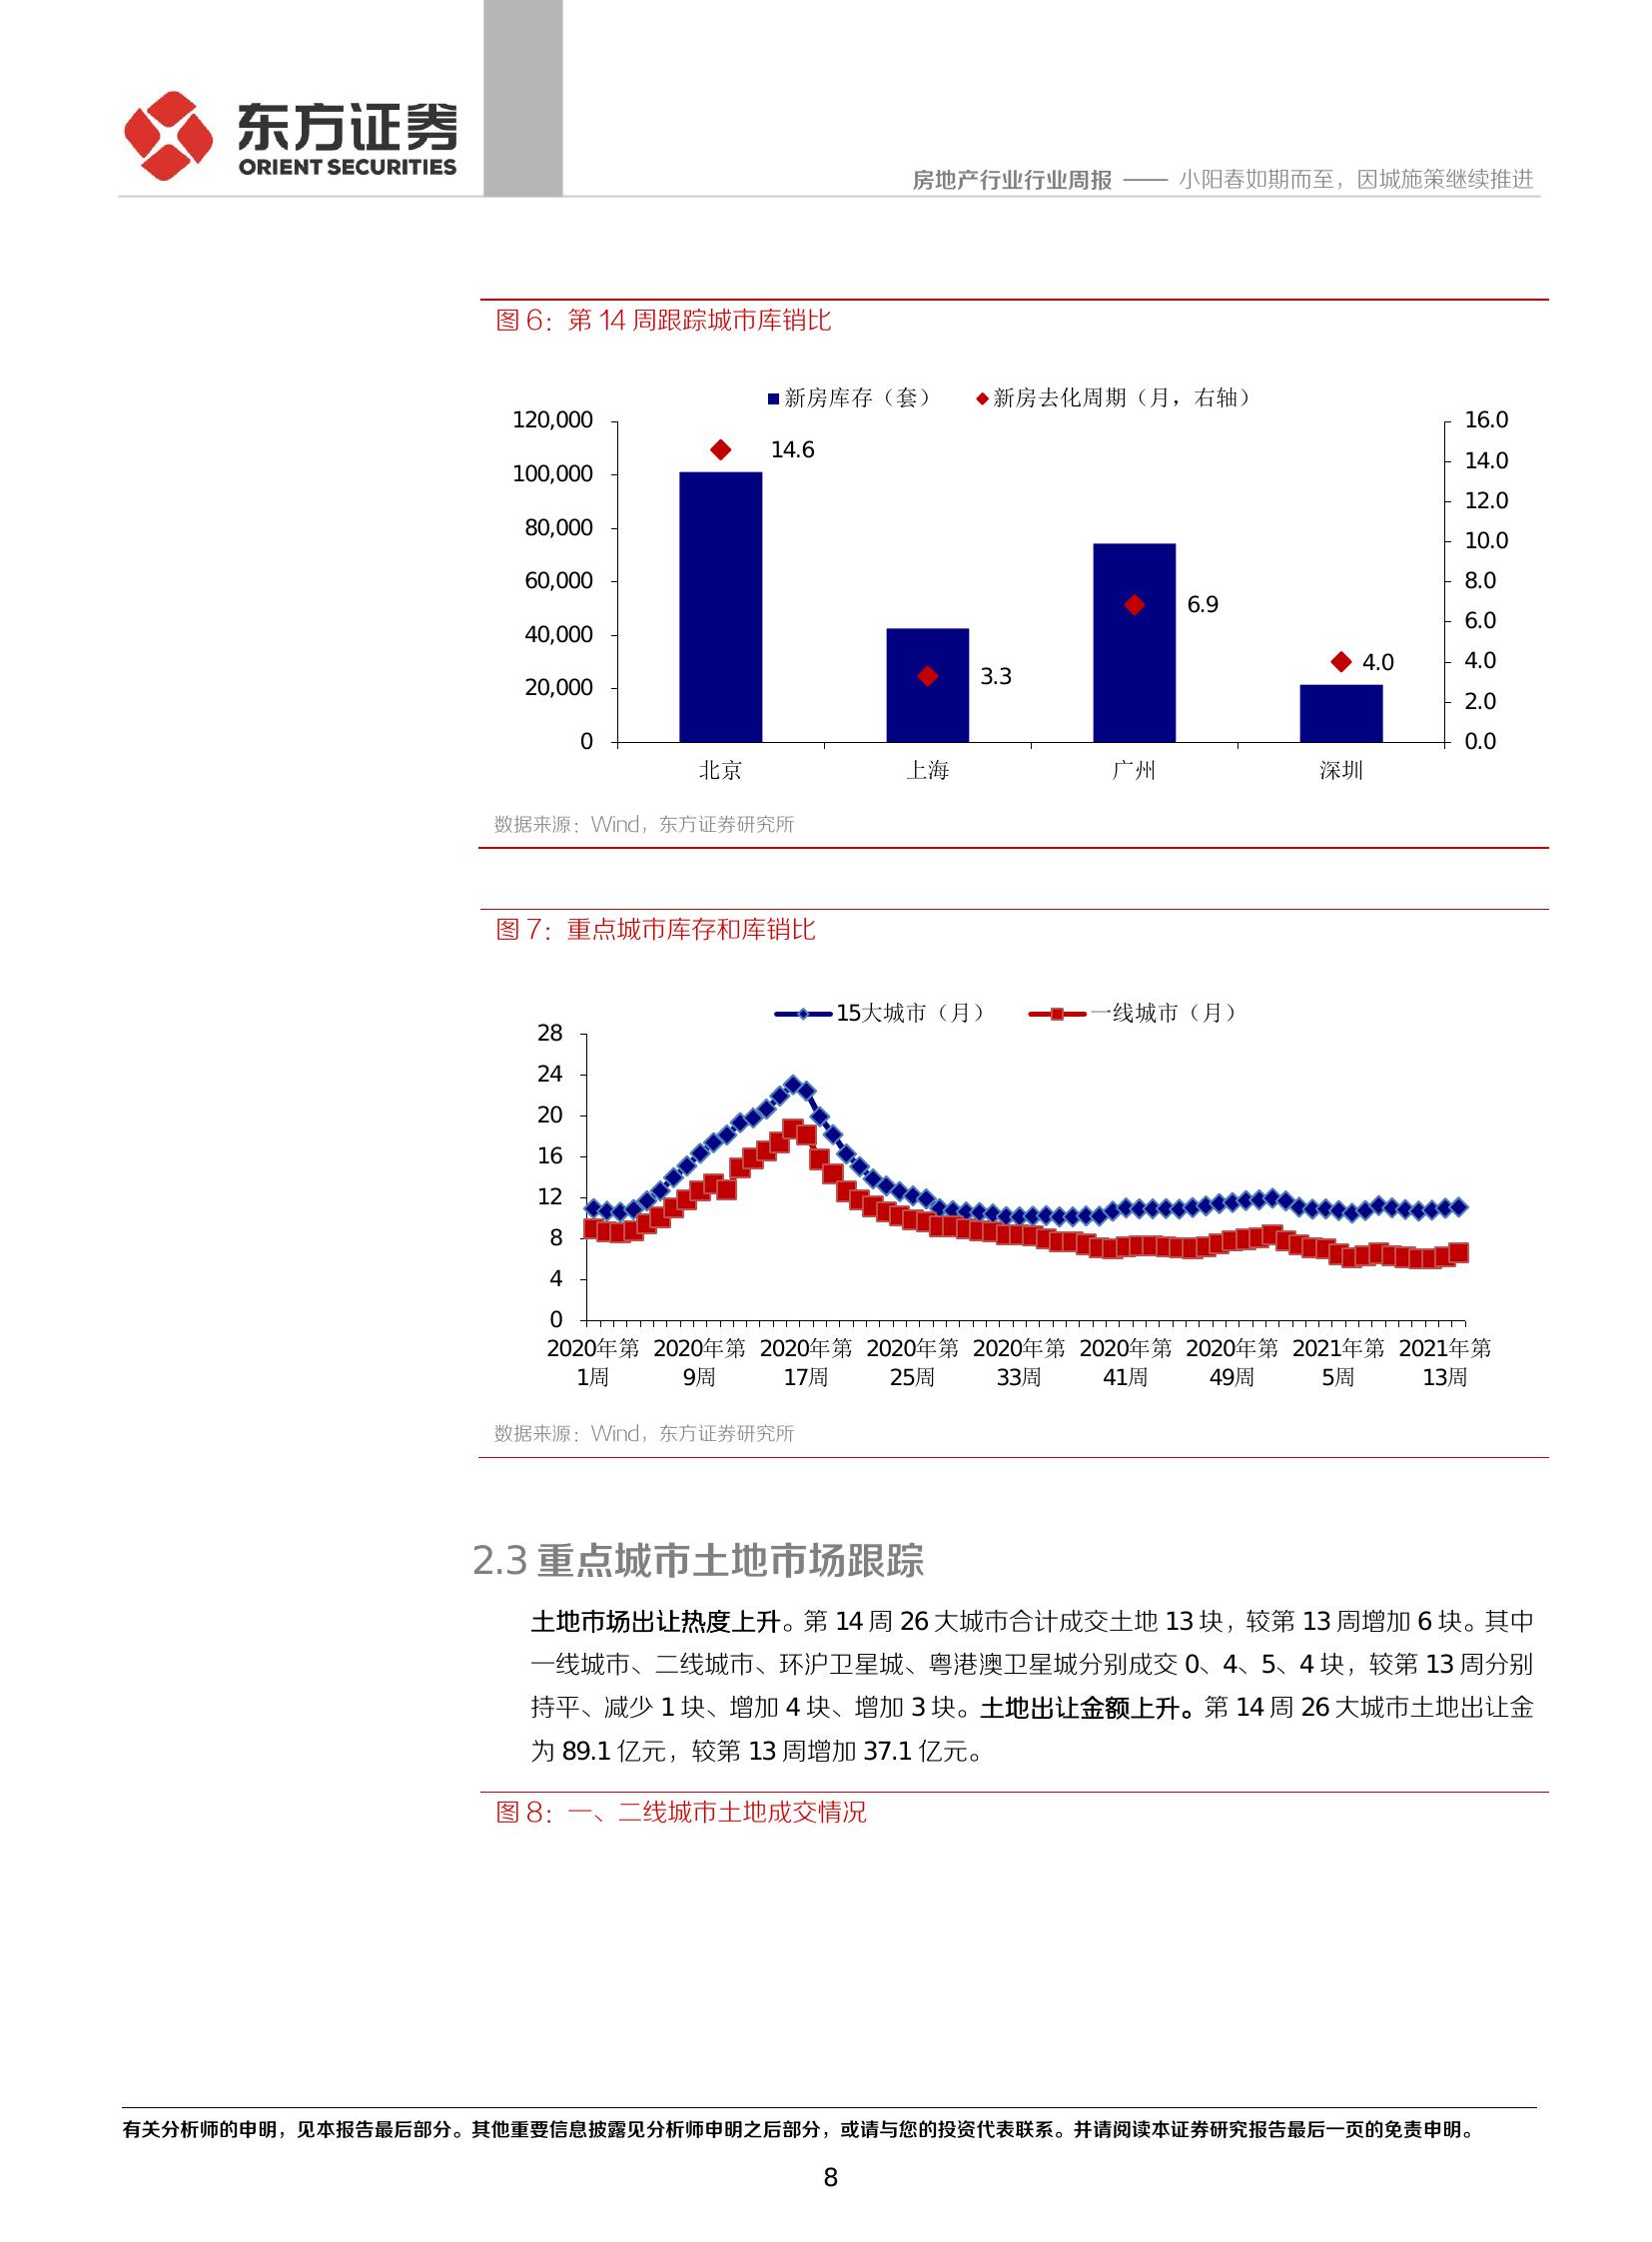 东方证券
ORIENT SECURITIES
房地产行业行业周报 —— 小阳春如期而至，因城施策继续推进
图 6：第 14 周跟踪城市库销比
新房库存（套） 新房去化周期（月，右轴）
120,000
100,000
80,000
60,000
40,000
20,000
0
16.0
14.0
12.0
10.0
8.0
6.0
4.0
2.0
0.0
14.6
3.3
6.9
4.0
北京 上海 广州 深圳
数据来源：Wind，东方证券研究所
图 7：重点城市库存和库销比
15大城市（月） 一线城市（月）
28
24
20
16
12
8
4
0
2020年第 2020年第 2020年第 2020年第 2020年第 2020年第 2020年第 2021年第 2021年第
1周 9周 17周 25周 33周 41周 49周 5周 13周
数据来源：Wind，东方证券研究所
2.3 重点城市土地市场跟踪
土地市场出让热度上升。第 14 周 26 大城市合计成交土地 13 块，较第 13 周增加 6 块。其中
一线城市、二线城市、环沪卫星城、粤港澳卫星城分别成交 0、4、5、4 块，较第 13 周分别
持平、减少 1 块、增加 4 块、增加 3 块。土地出让金额上升。第 14 周 26 大城市土地出让金
为 89.1 亿元，较第 13 周增加 37.1 亿元。
图 8：一、二线城市土地成交情况
有关分析师的申明，见本报告最后部分。其他重要信息披露见分析师申明之后部分，或请与您的投资代表联系。并请阅读本证券研究报告最后一页的免责申明。
8